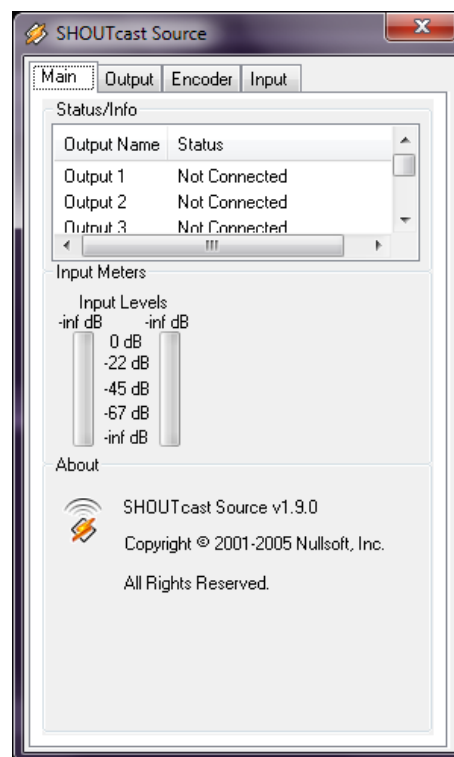 SHOUTcast Source
Main Output Encoder Input
Status/Info
Output Name Status
Output 1 Not Connected
Output 2 Not Connected
Output 3 Not Connected
Input Meters
Input Levels
-inf dB -inf dB
0 dB
-22 dB
-45 dB
-67 dB
-inf dB
About
SHOUTcast Source v1.9.0
Copyright © 2001-2005 Nullsoft, Inc.
All Rights Reserved.